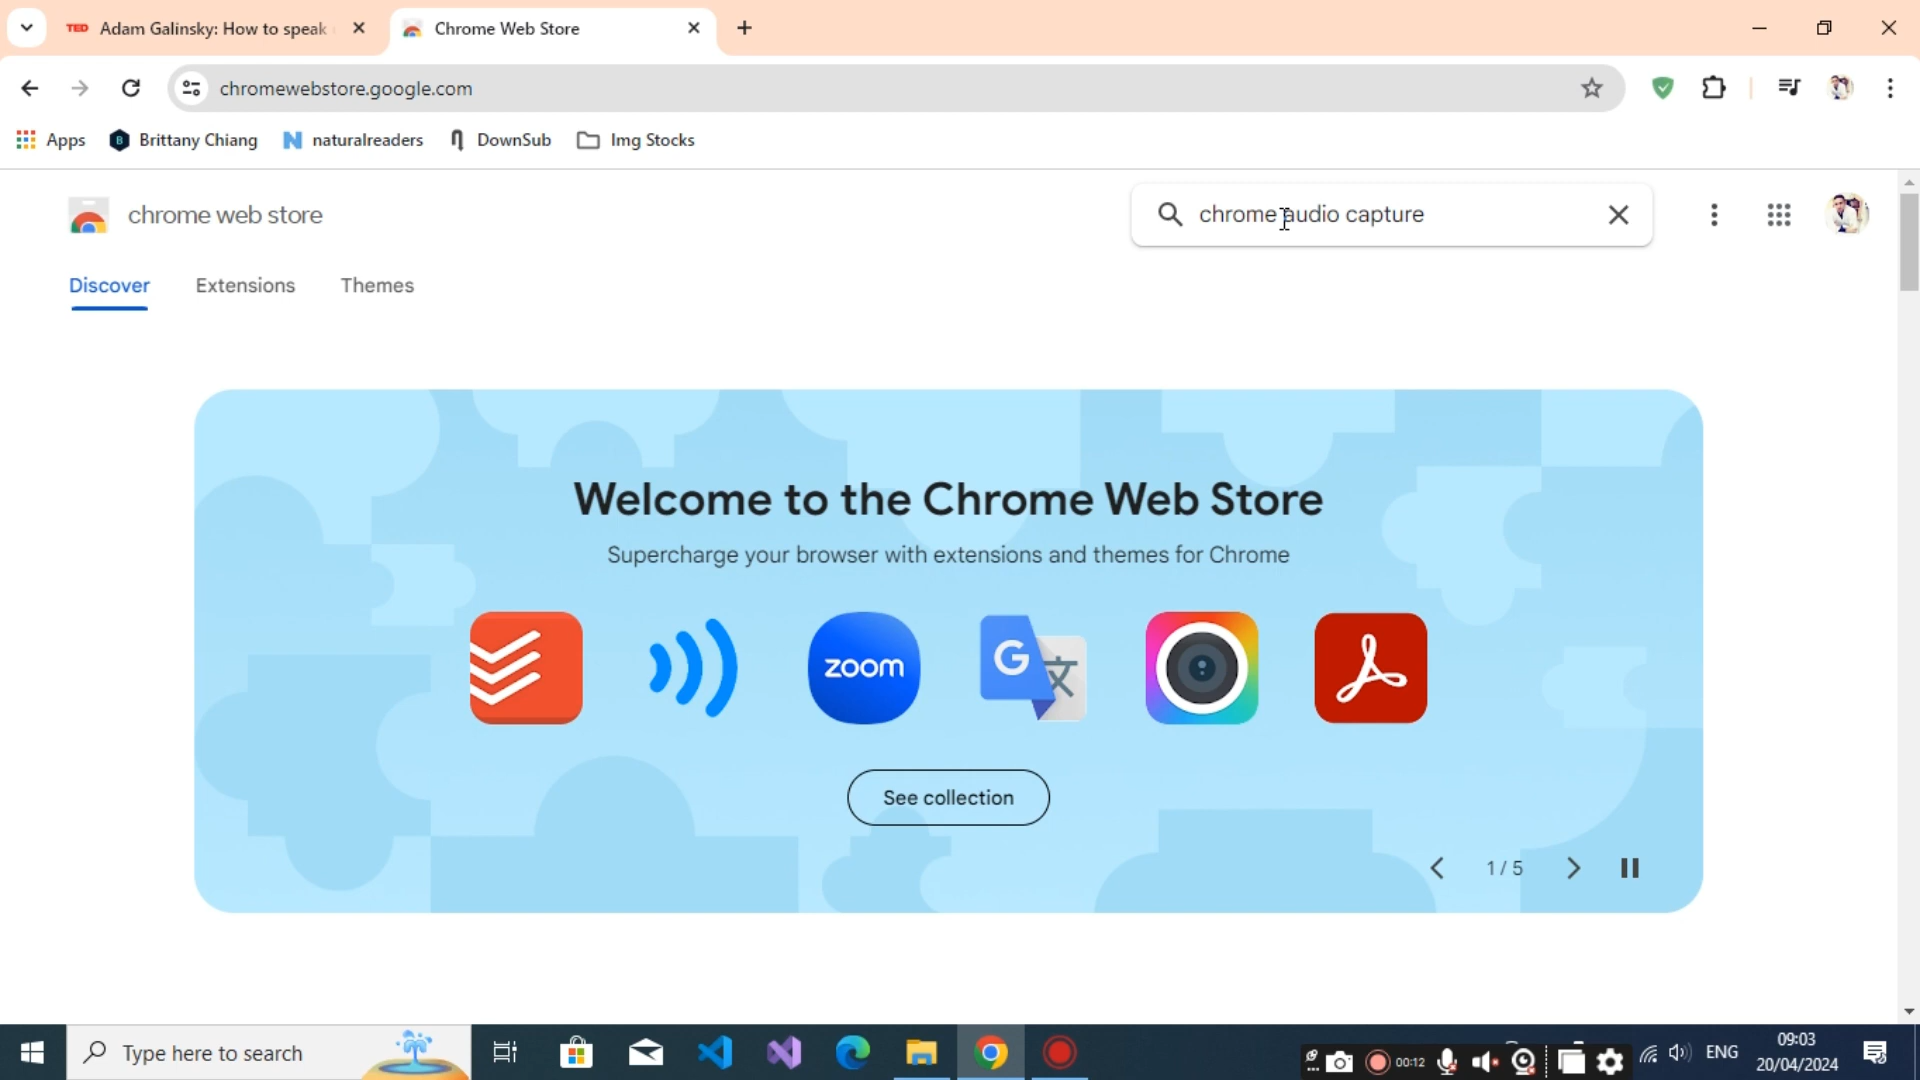 TED Adam Galinsky: How to speak
Chrome Web Store
chromewebstore.google.com
Apps
B Brittany Chiang
N naturalreaders
DownSub
Img Stocks
chrome web store
chrome audio capture
Discover
Extensions
Themes
Welcome to the Chrome Web Store
Supercharge your browser with extensions and themes for Chrome
zoom
G 文
See collection
1 / 5
Type here to search
00:12
ENG
09:03
20/04/2024